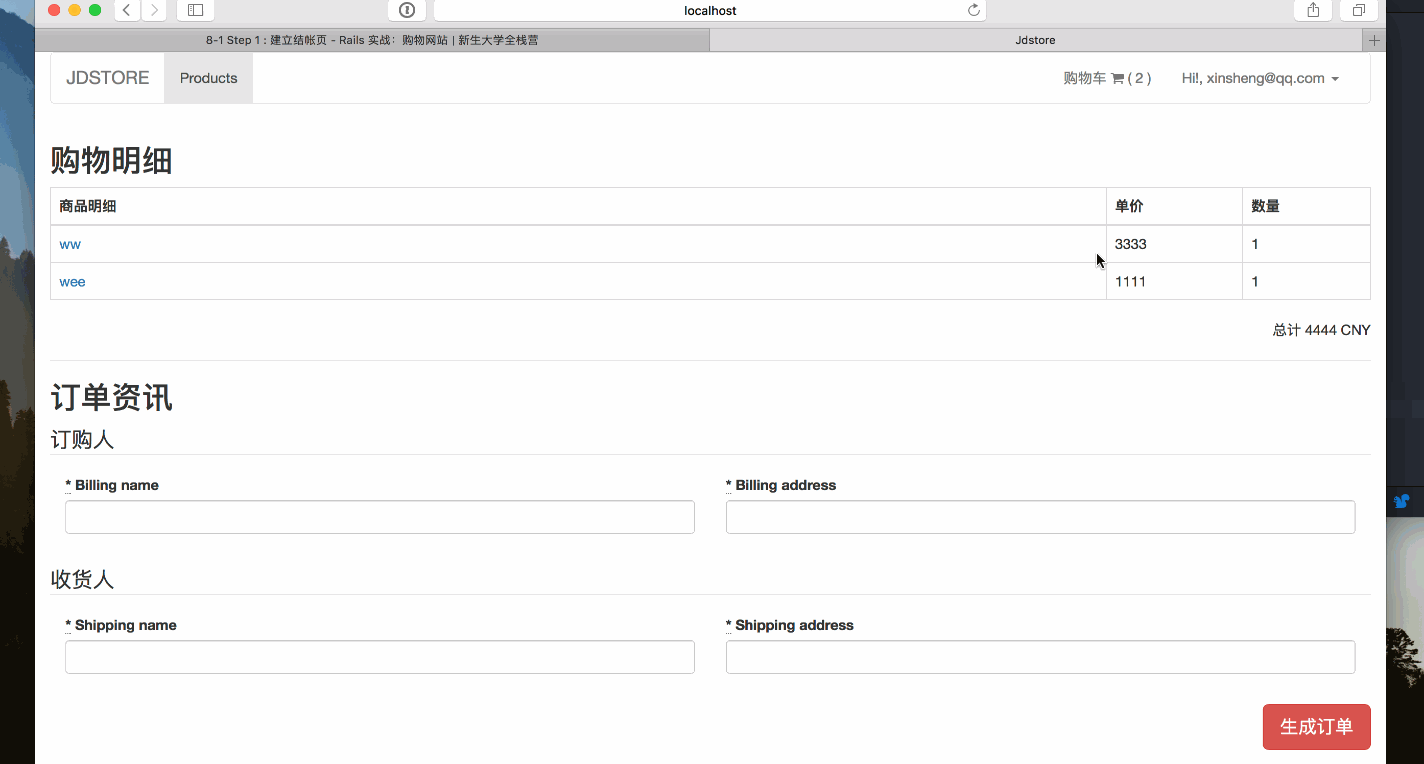 localhost
8-1 Step 1 : 建立结帐页 - Rails 实战：购物网站 | 新生大学全栈营
Jdstore
JDSTORE Products 购物车 ( 2 ) Hi!, xinsheng@qq.com
购物明细
商品明细 单价 数量
ww 3333 1
wee 1111 1
总计 4444 CNY
订单资讯
订购人
* Billing name * Billing address
收货人
* Shipping name * Shipping address
生成订单